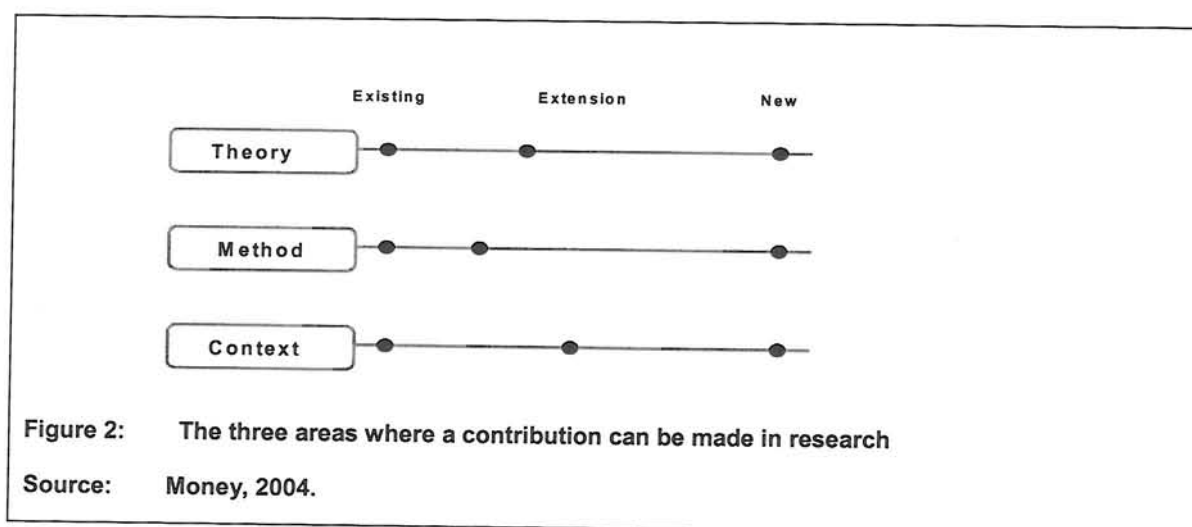 Existing Extension New
Theory
Method
Context
Figure 2: The three areas where a contribution can be made in research
Source: Money, 2004.